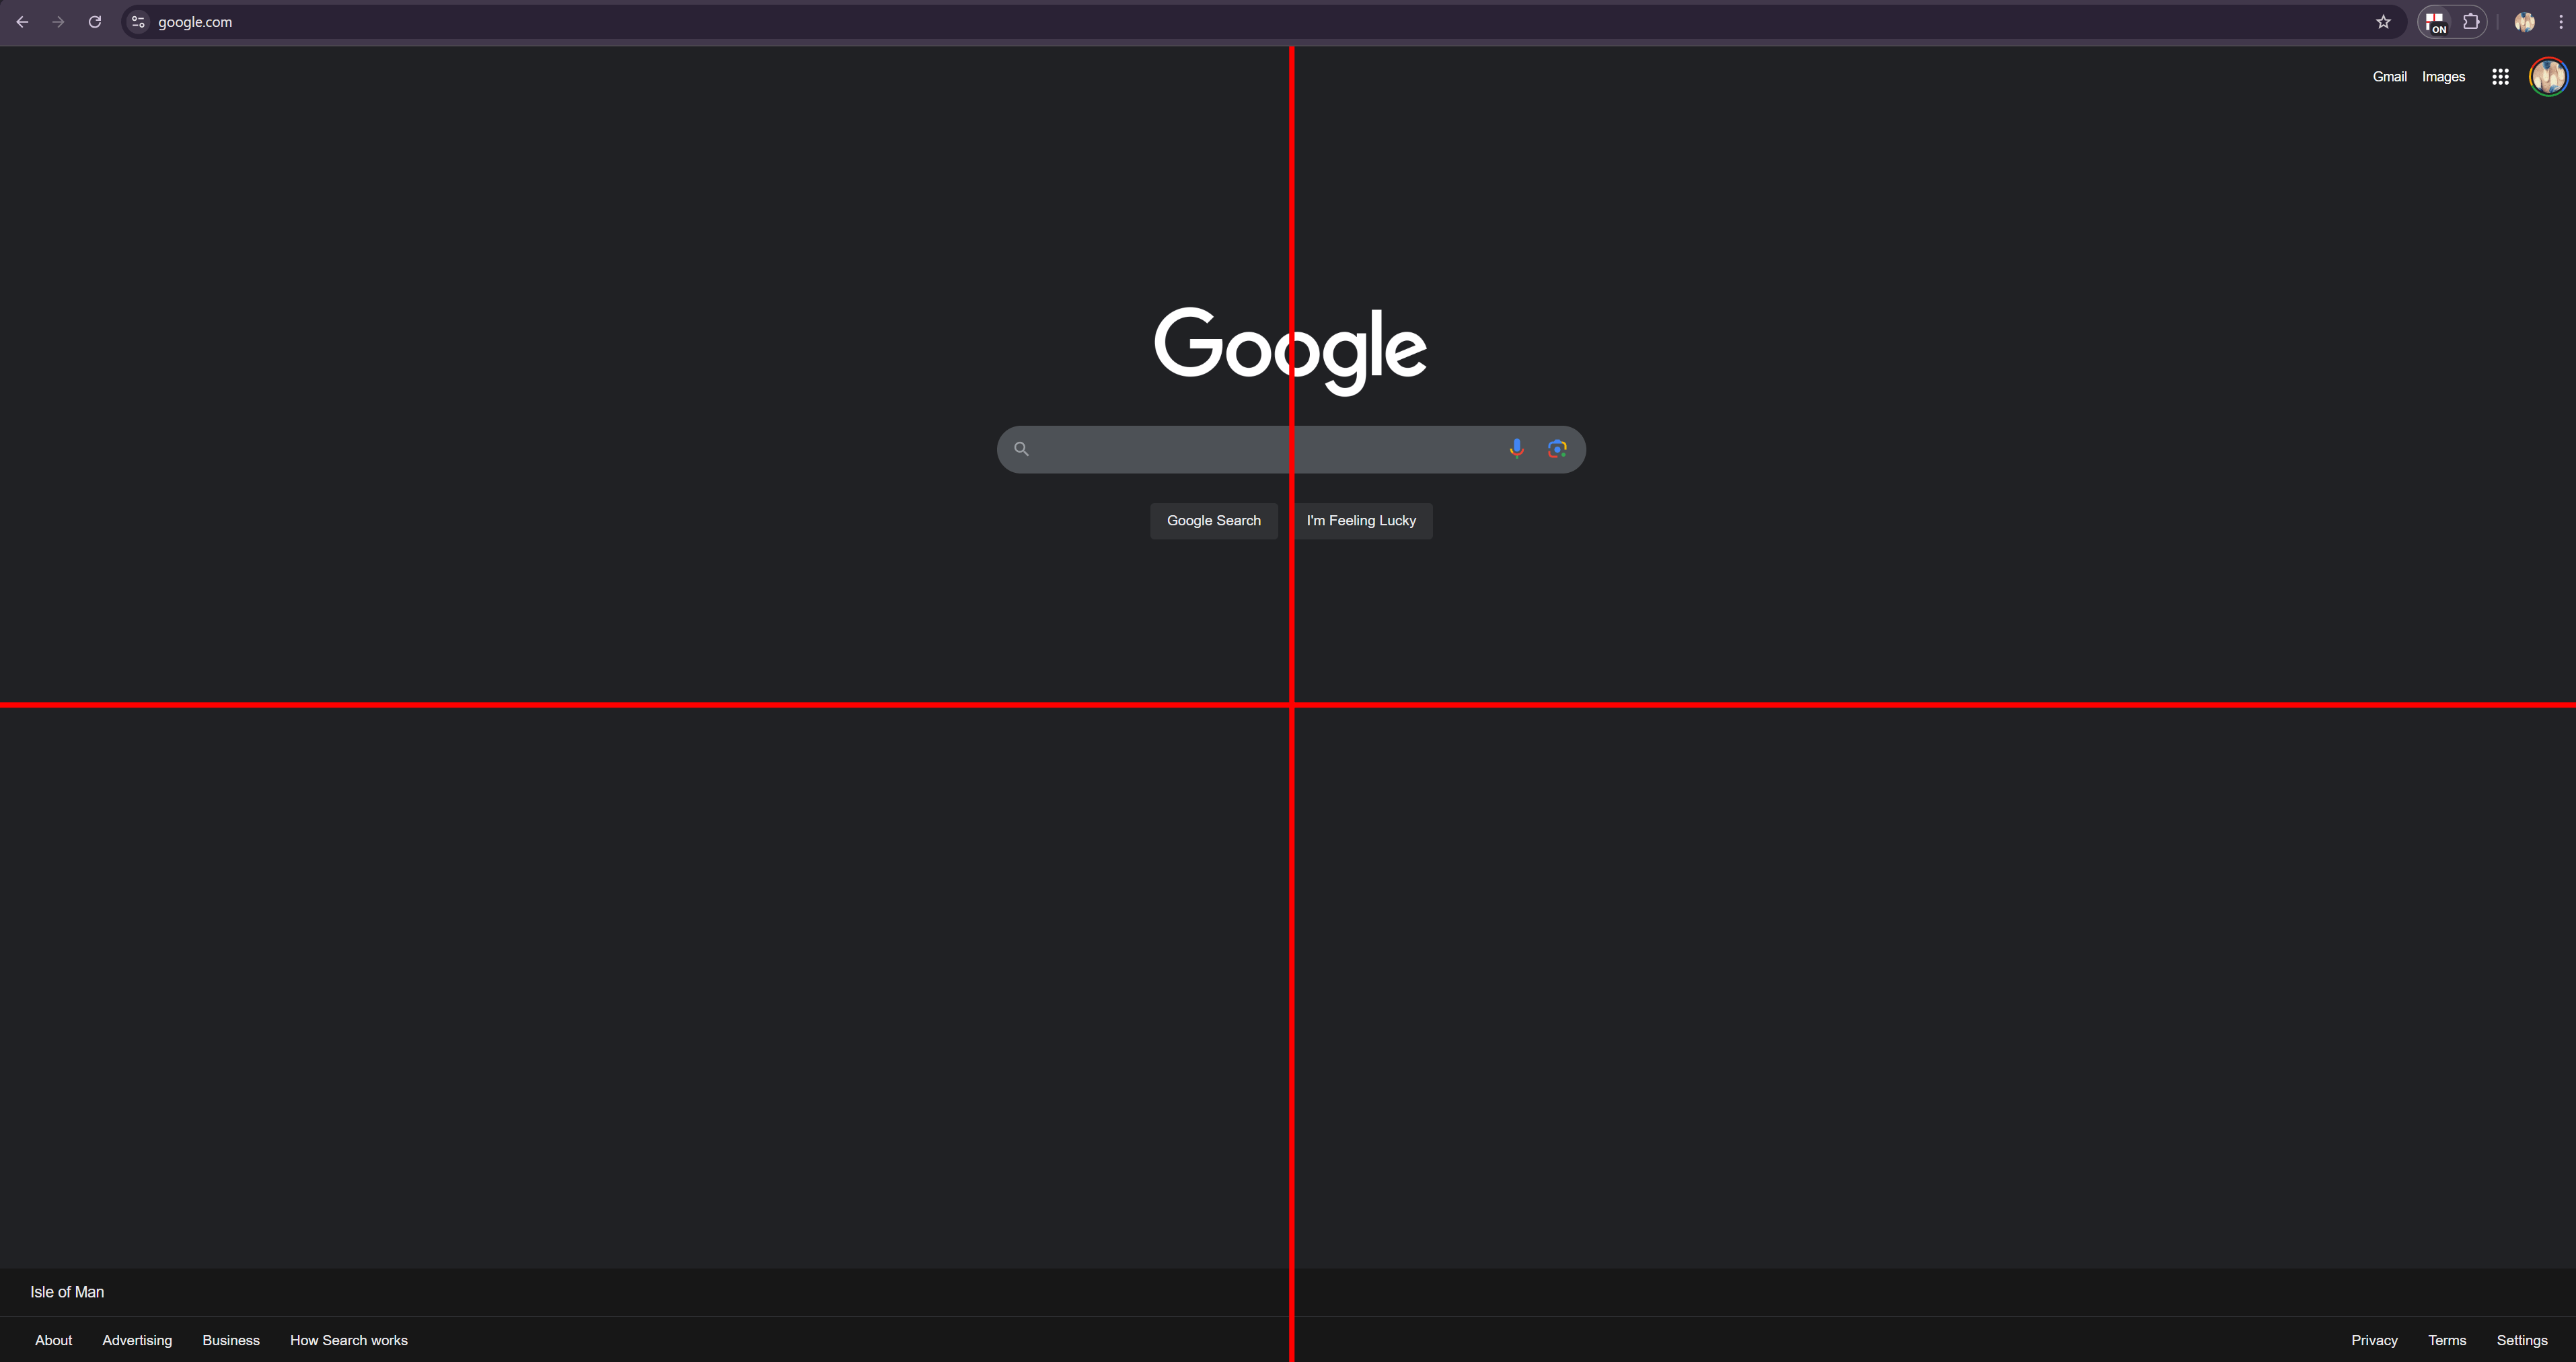 google.com
ON
Gmail Images
Google
Google Search I'm Feeling Lucky
Isle of Man
About Advertising Business How Search works Privacy Terms Settings